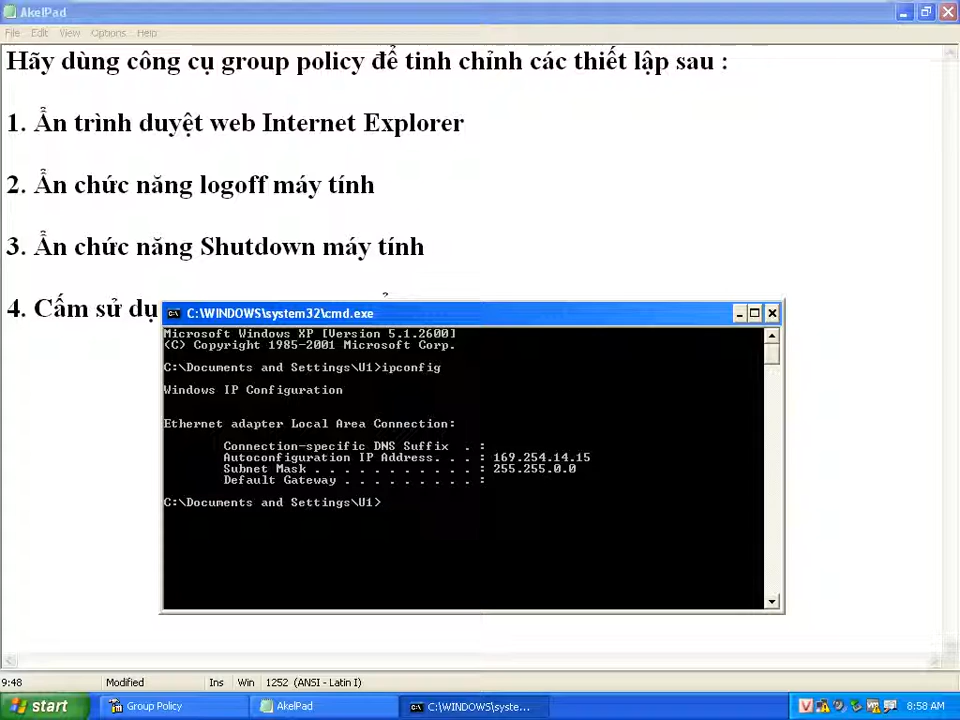 AkelPad
File Edit View Options Help
Hãy dùng công cụ group policy để tinh chỉnh các thiết lập sau :
1. Ẩn trình duyệt web Internet Explorer
2. Ẩn chức năng logoff máy tính
3. Ẩn chức năng Shutdown máy tính
4. Cấm sử dụ
C:\WINDOWS\system32\cmd.exe
Microsoft Windows XP [Version 5.1.2600]
(C) Copyright 1985-2001 Microsoft Corp.
C:\Documents and Settings\U1>ipconfig
Windows IP Configuration
Ethernet adapter Local Area Connection:
Connection-specific DNS Suffix . :
Autoconfiguration IP Address. . . : 169.254.14.15
Subnet Mask . . . . . . . . . . . : 255.255.0.0
Default Gateway . . . . . . . . . :
C:\Documents and Settings\U1>
9:48 Modified Ins Win 1252 (ANSI - Latin I)
start Group Policy AkelPad C:\WINDOWS\syste... 8:58 AM